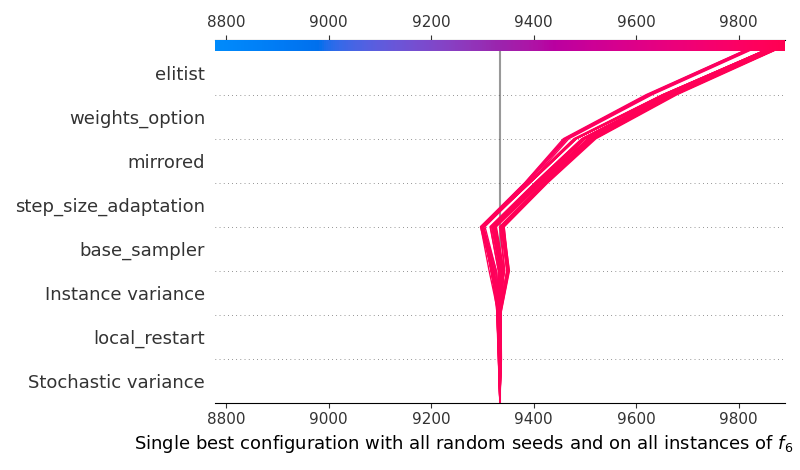 8800 9000 9200 9400 9600 9800
elitist
weights_option
mirrored
step_size_adaptation
base_sampler
Instance variance
local_restart
Stochastic variance
8800 9000 9200 9400 9600 9800
Single best configuration with all random seeds and on all instances of f₆